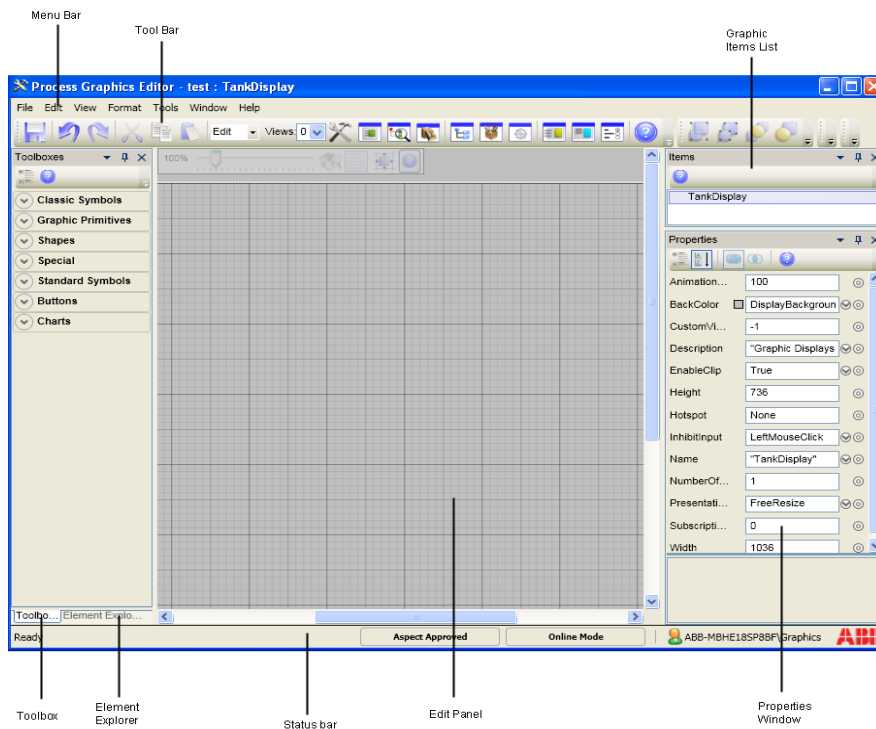 Menu Bar
Tool Bar
Graphic
Items List
Process Graphics Editor - test : TankDisplay
File Edit View Format Tools Window Help
Edit Views: 0
Toolboxes
100%
Items
Classic Symbols
Graphic Primitives
Shapes
Special
Standard Symbols
Buttons
Charts
TankDisplay
Properties
Animation... 100
BackColor DisplayBackgroun
CustomVi... -1
Description "Graphic Displays
EnableClip True
Height 736
Hotspot None
InhibitInput LeftMouseClick
Name "TankDisplay"
NumberOf... 1
Presentati... FreeResize
Subscripti... 0
Width 1036
Toolbo... Element Explo...
Ready Aspect Approved Online Mode ABB-MBHE18SP8BF\Graphics ABB
Toolbox
Element
Explorer
Status bar
Edit Panel
Properties
Window